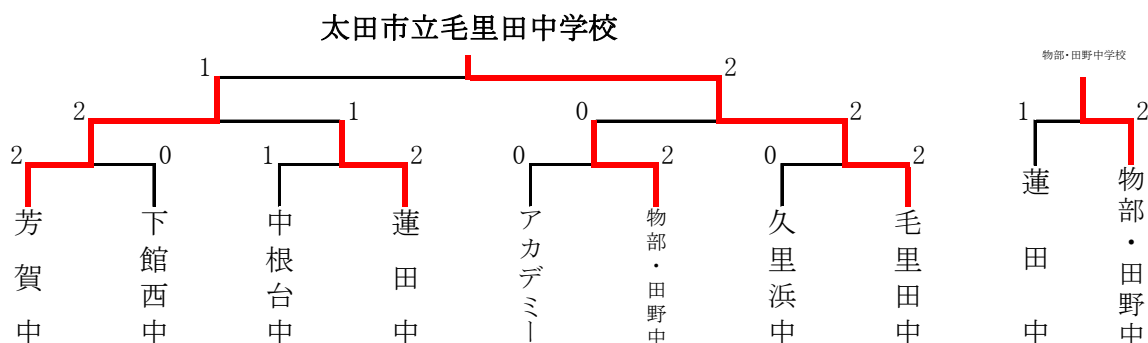 太田市立毛里田中学校
物部・田野中学校
1
2
2
1
0
2
1
2
2
0
1
2
0
2
0
2
芳賀中
下館西中
中根台中
蓮田中
アカデミー
物部・田野中
久里浜中
毛里田中
蓮田中
物部・田野中